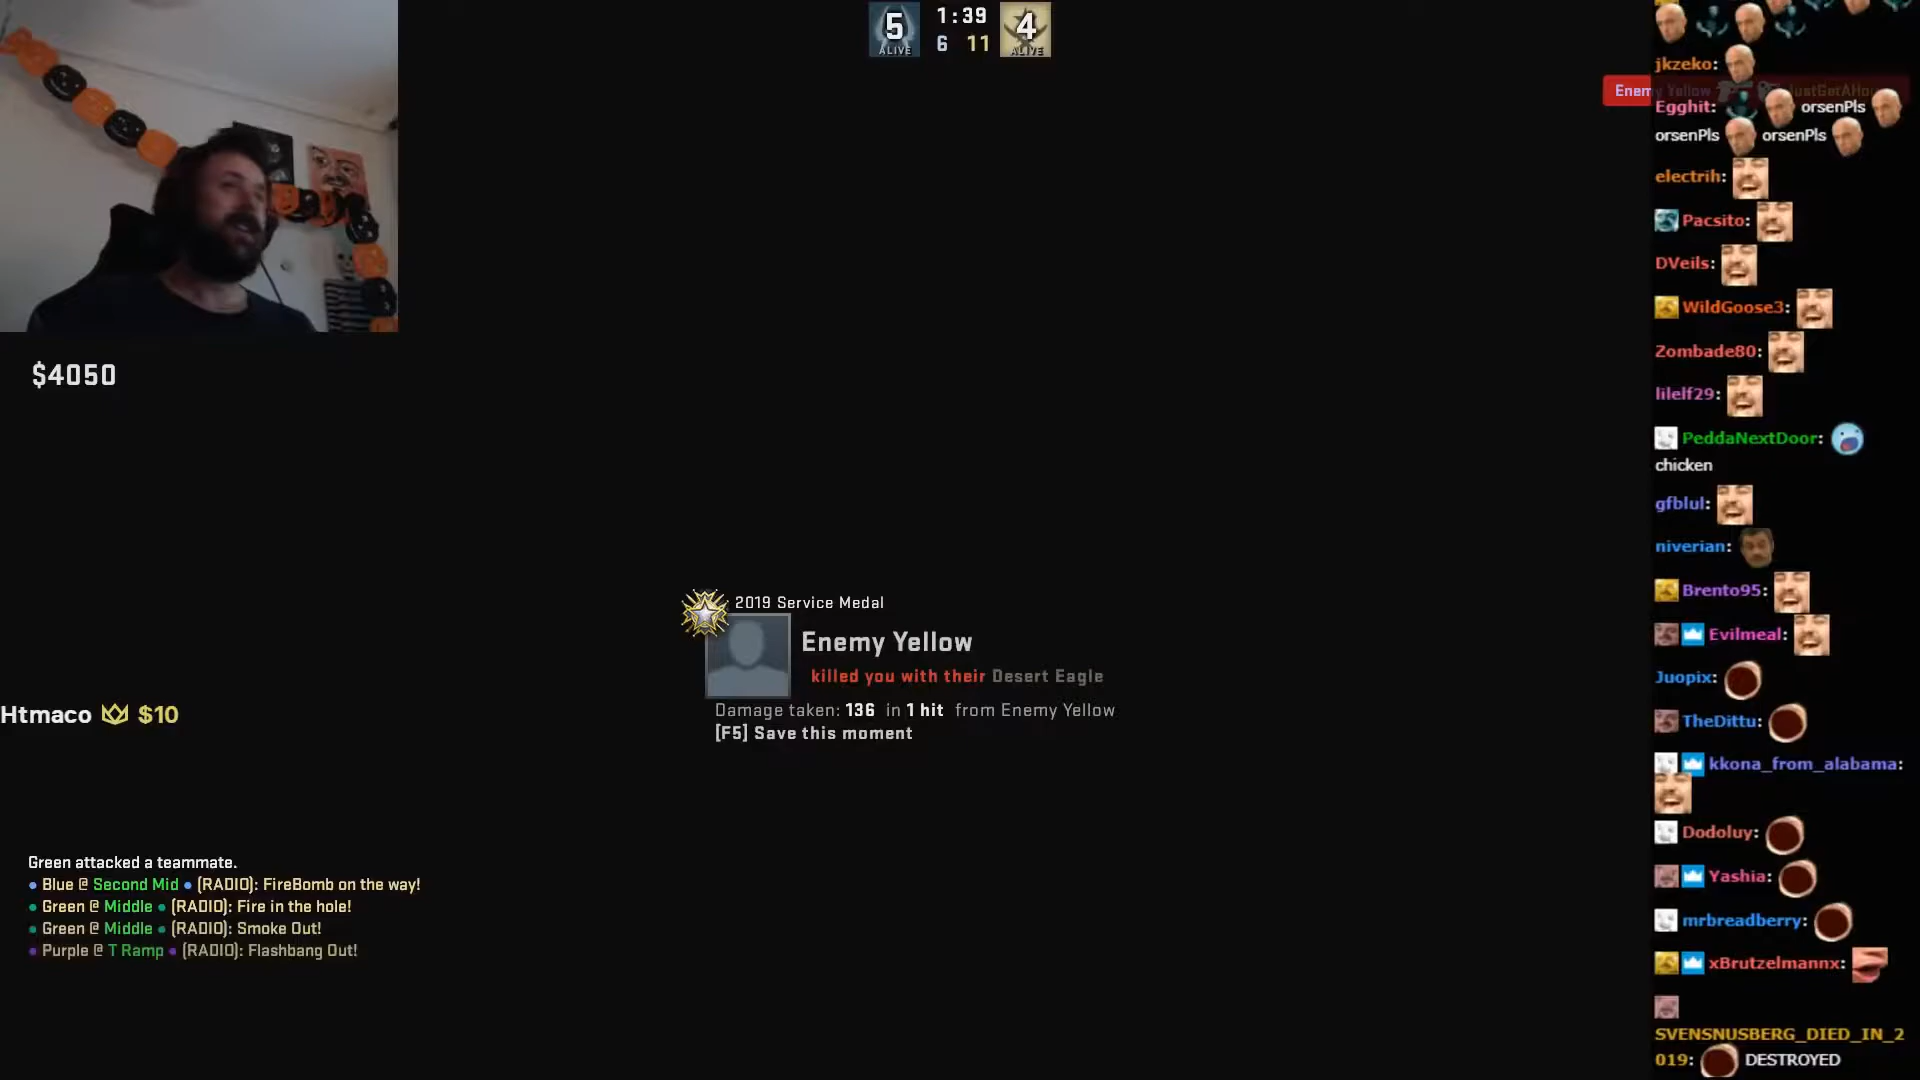 5
ALIVE
1:39
6 11
4
ALIVE
$4050
2019 Service Medal
Enemy Yellow
killed you with their Desert Eagle
Damage taken: 136 in 1 hit from Enemy Yellow
[F5] Save this moment
Htmaco $10
Green attacked a teammate.
• Blue @ Second Mid • (RADIO): FireBomb on the way!
• Green @ Middle • (RADIO): Fire in the hole!
• Green @ Middle • (RADIO): Smoke Out!
• Purple @ T Ramp • (RADIO): Flashbang Out!
jkzeko:
Enemy Yellow
Egghit: orsenPls
orsenPls orsenPls
electrih:
Pacsito:
DVeils:
WildGoose3:
Zombade80:
lilelf29:
PeddaNextDoor:
chicken
gfblul:
niverian:
Brento95:
Evilmeal:
Juopix:
TheDittu:
kkona_from_alabama:
Dodoluy:
Yashia:
mrbreadberry:
xBrutzelmannx:
SVENSNUSBERG_DIED_IN_2
019: DESTROYED